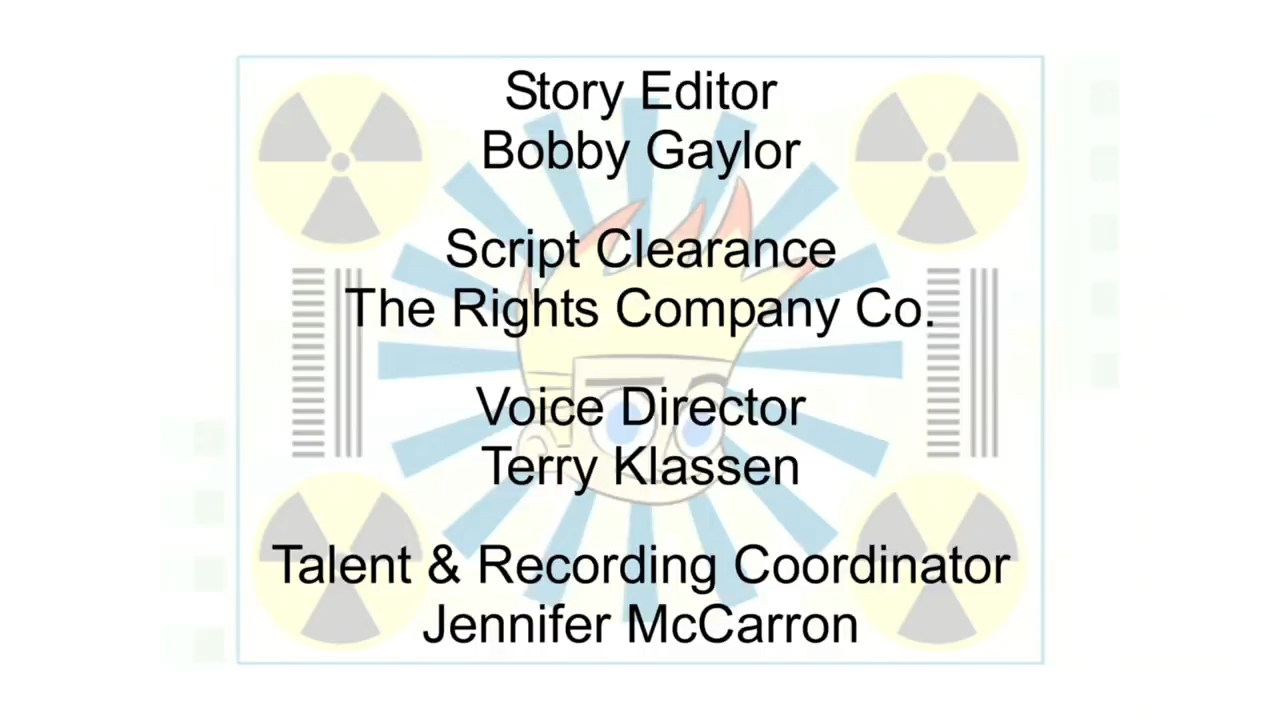 Story Editor
Bobby Gaylor
Script Clearance
The Rights Company Co.
Voice Director
Terry Klassen
Talent & Recording Coordinator
Jennifer McCarron